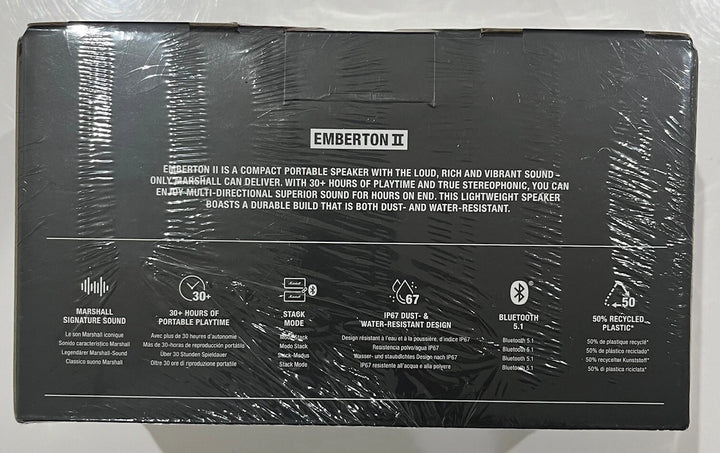 EMBERTON II
EMBERTON II IS A COMPACT PORTABLE SPEAKER WITH THE LOUD, RICH AND VIBRANT SOUND –
ONLY MARSHALL CAN DELIVER. WITH 30+ HOURS OF PLAYTIME AND TRUE STEREOPHONIC, YOU CAN
ENJOY MULTI-DIRECTIONAL SUPERIOR SOUND FOR HOURS ON END. THIS LIGHTWEIGHT SPEAKER
BOASTS A DURABLE BUILD THAT IS BOTH DUST- AND WATER-RESISTANT.
MARSHALL
SIGNATURE SOUND
Le son Marshall iconique
Sonido característico Marshall
Legendärer Marshall-Sound
Classico suono Marshall
30+
30+ HOURS OF
PORTABLE PLAYTIME
Avec plus de 30 heures d'autonomie
Más de 30 horas de reproducción portátil
Über 30 Stunden Spieldauer
Oltre 30 ore di riproduzione portatile
Marshall
Marshall
STACK
MODE
Mode Stack
Modo Stack
Stack-Modus
Stack Mode
67
IP67 DUST- &
WATER-RESISTANT DESIGN
Design résistant à l'eau et à la poussière, d'indice IP67
Resistencia polvo/agua IP67
Wasser- und staubdichtes Design nach IP67
IP67 resistente all'acqua e alla polvere
BLUETOOTH
5.1
Bluetooth 5.1
Bluetooth 5.1
Bluetooth 5.1
Bluetooth 5.1
50
50% RECYCLED
PLASTIC*
50% de plastique recyclé*
50% de plástico reciclado*
50% recycelter Kunststoff*
50% di plastica riciclata*